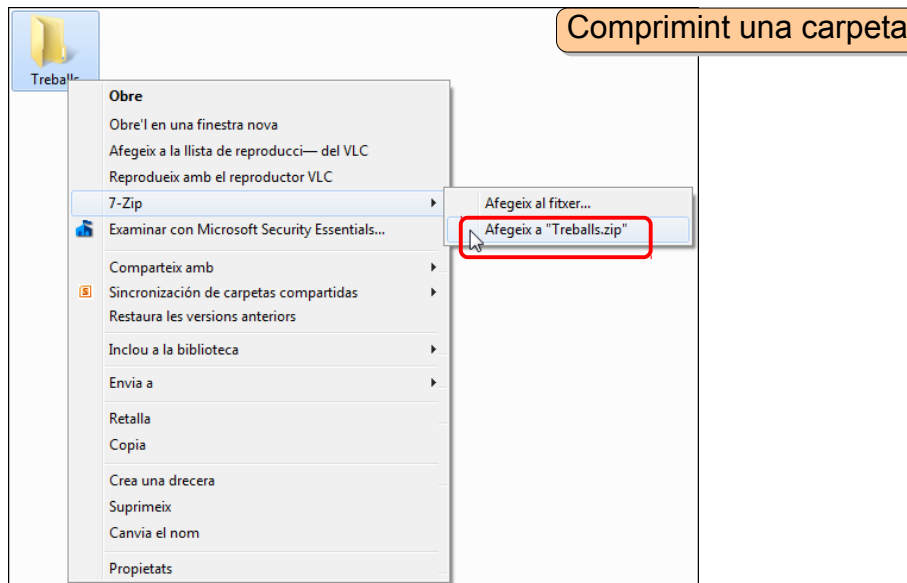 Comprimint una carpeta
Treballs
Obre
Obre'l en una finestra nova
Afegeix a la llista de reproducci— del VLC
Reprodueix amb el reproductor VLC
7-Zip
Afegeix al fitxer...
Examinar con Microsoft Security Essentials...
Afegeix a "Treballs.zip"
Comparteix amb
Sincronización de carpetas compartidas
Restaura les versions anteriors
Inclou a la biblioteca
Envia a
Retalla
Copia
Crea una drecera
Suprimeix
Canvia el nom
Propietats